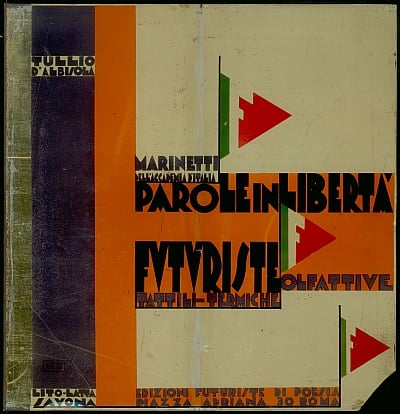 TULLIO
D'ALBISOLA
MARINETTI
DELL'ACCADEMIA D'ITALIA
PAROLE IN LIBERTÀ
FUTURISTE
OLFATTIVE
TATTILI-TERMICHE
LITO-LATTA
SAVONA
EDIZIONI FUTURISTE DI POESIA
PIAZZA ADRIANA 30 ROMA